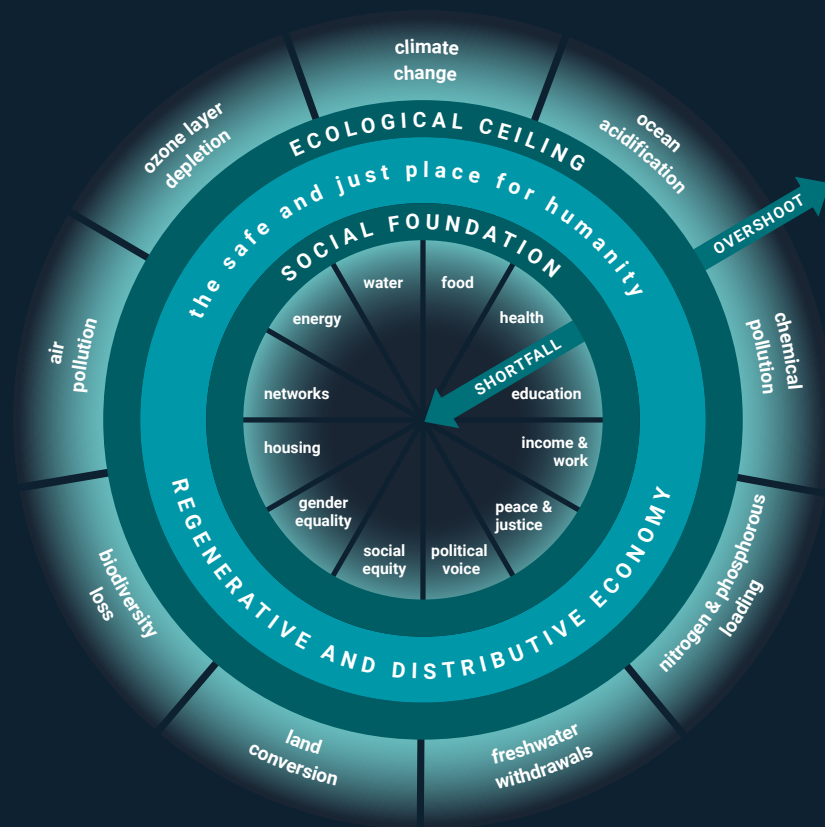 climate
change
ocean
acidification
OVERSHOOT
chemical
pollution
nitrogen & phosphorous
loading
freshwater
withdrawals
land
conversion
biodiversity
loss
air
pollution
ozone layer
depletion
ECOLOGICAL CEILING
the safe and just place for humanity
REGENERATIVE AND DISTRIBUTIVE ECONOMY
SOCIAL FOUNDATION
water
food
health
SHORTFALL
education
income &
work
peace &
justice
political
voice
social
equity
gender
equality
housing
networks
energy